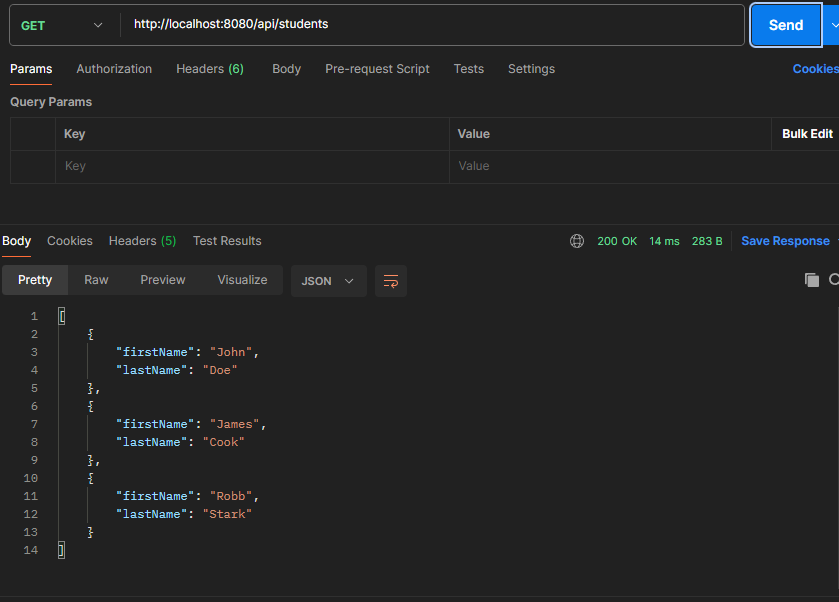 GET http://localhost:8080/api/students Send
Params Authorization Headers (6) Body Pre-request Script Tests Settings Cookies
Query Params
Key Value Bulk Edit
Key Value
Body Cookies Headers (5) Test Results 200 OK 14 ms 283 B Save Response
Pretty Raw Preview Visualize JSON
1 [
2 {
3 "firstName": "John",
4 "lastName": "Doe"
5 },
6 {
7 "firstName": "James",
8 "lastName": "Cook"
9 },
10 {
11 "firstName": "Robb",
12 "lastName": "Stark"
13 }
14 ]